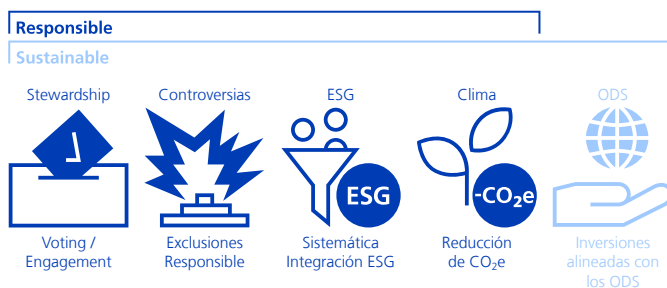 Responsible
Sustainable
Stewardship
Controversias
ESG
Clima
ODS
ESG
-CO₂e
Voting /
Engagement
Exclusiones
Responsible
Sistemática
Integración ESG
Reducción
de CO₂e
Inversiones
alineadas con
los ODS